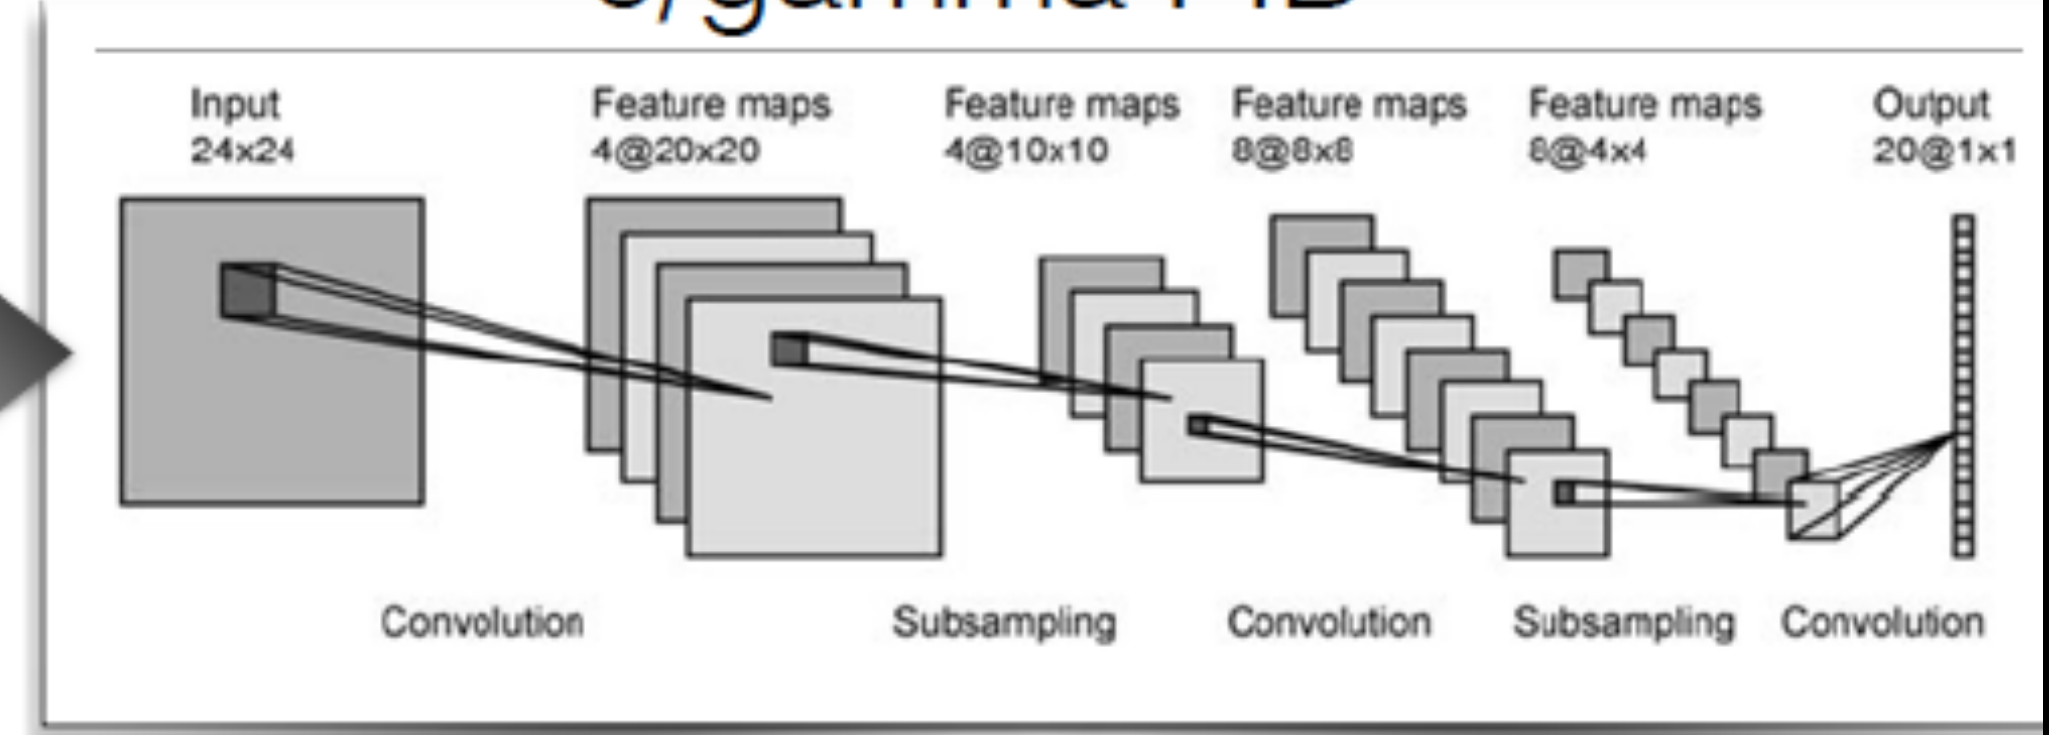 Input
24x24
Feature maps
4@20x20
Feature maps
4@10x10
Feature maps
8@8x8
Feature maps
8@4x4
Output
20@1x1
Convolution
Subsampling
Convolution
Subsampling
Convolution